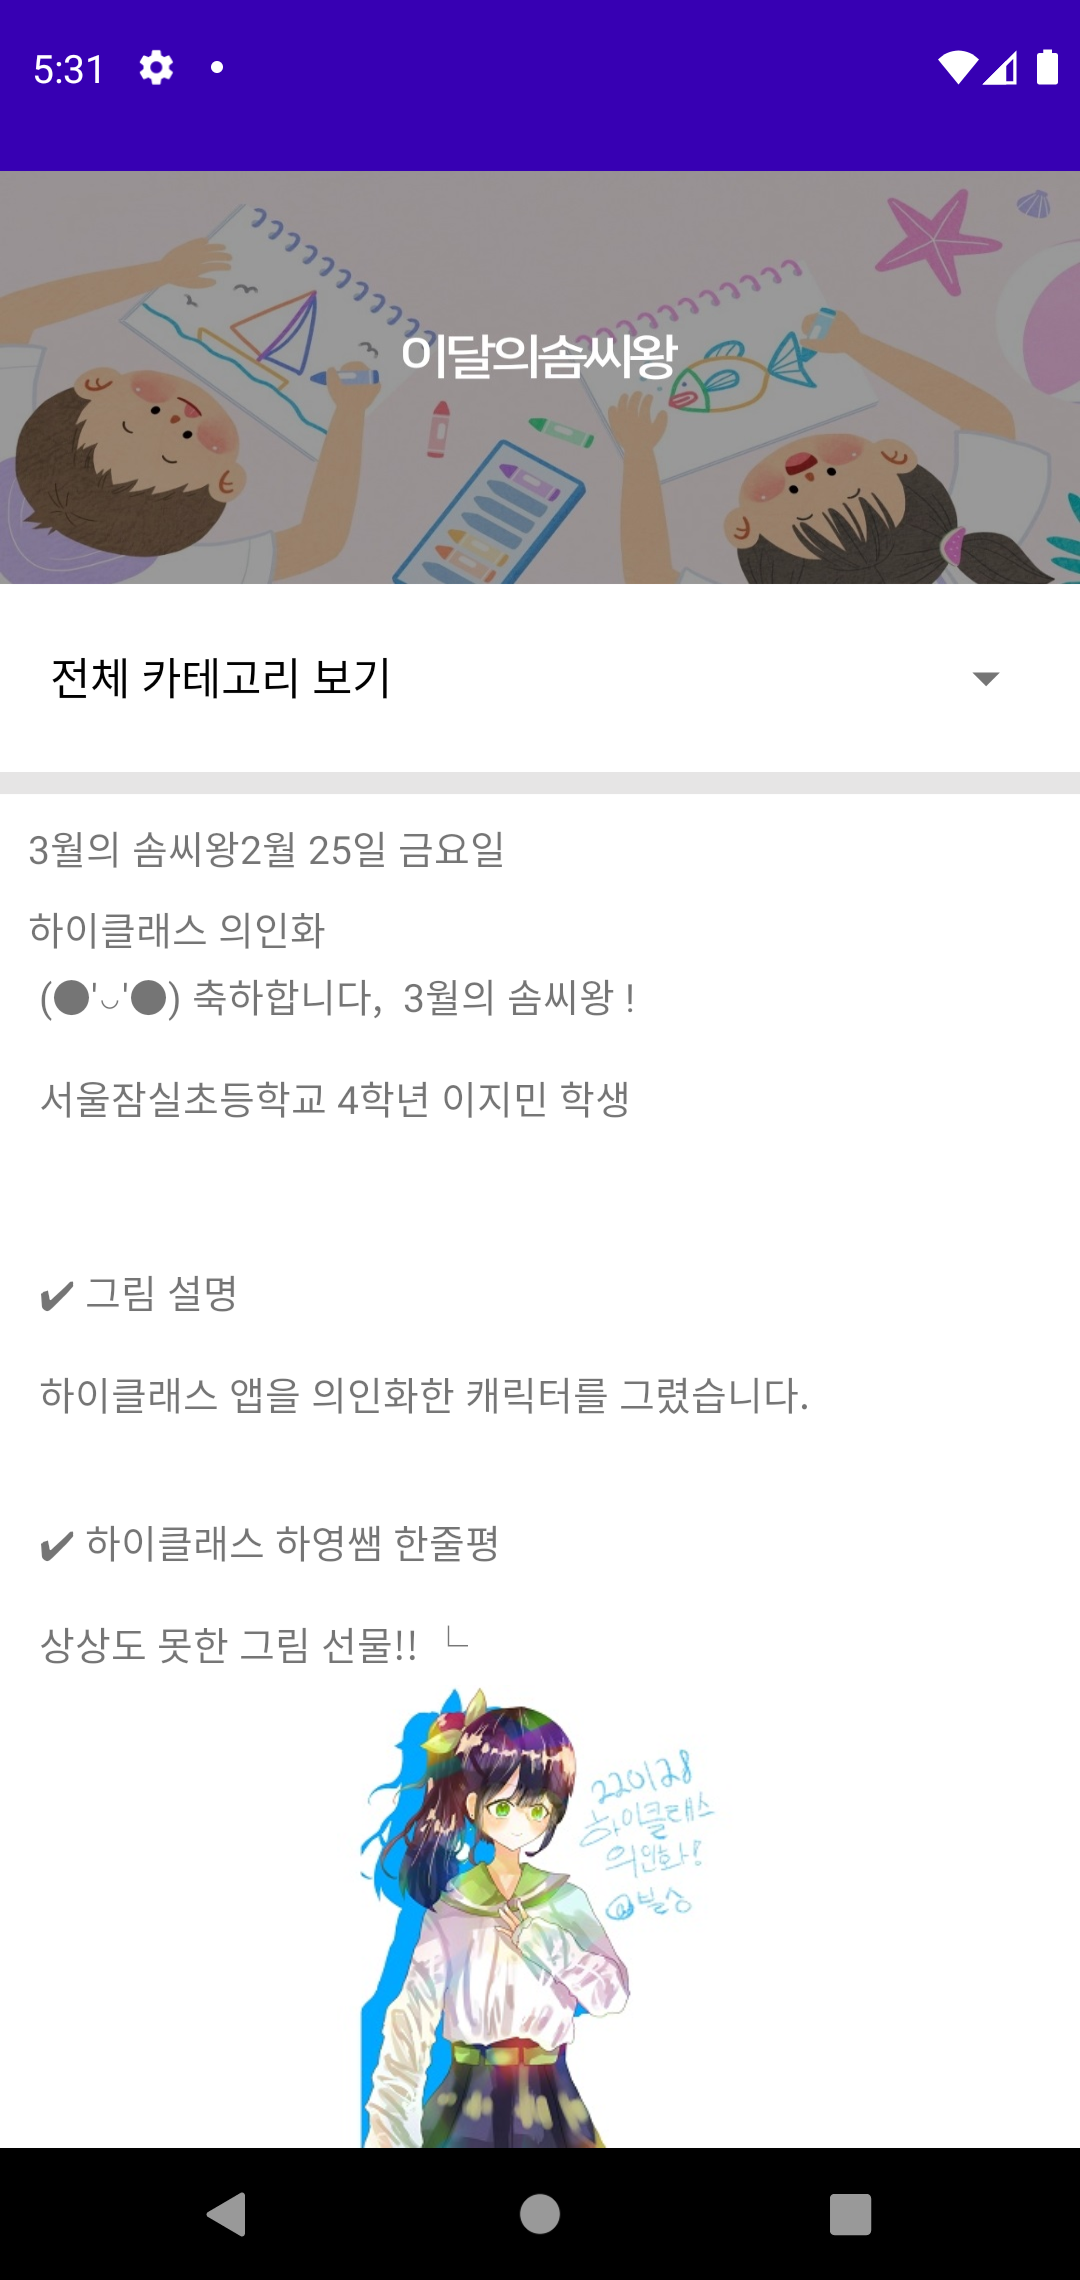 5:31
이달의솜씨왕
전체 카테고리 보기
3월의 솜씨왕2월 25일 금요일
하이클래스 의인화
(●'◡'●) 축하합니다, 3월의 솜씨왕 !
서울잠실초등학교 4학년 이지민 학생
✔ 그림 설명
하이클래스 앱을 의인화한 캐릭터를 그렸습니다.
✔ 하이클래스 하영쌤 한줄평
상상도 못한 그림 선물!! ㄴ
220128
하이클래스
의인화!
@빌상